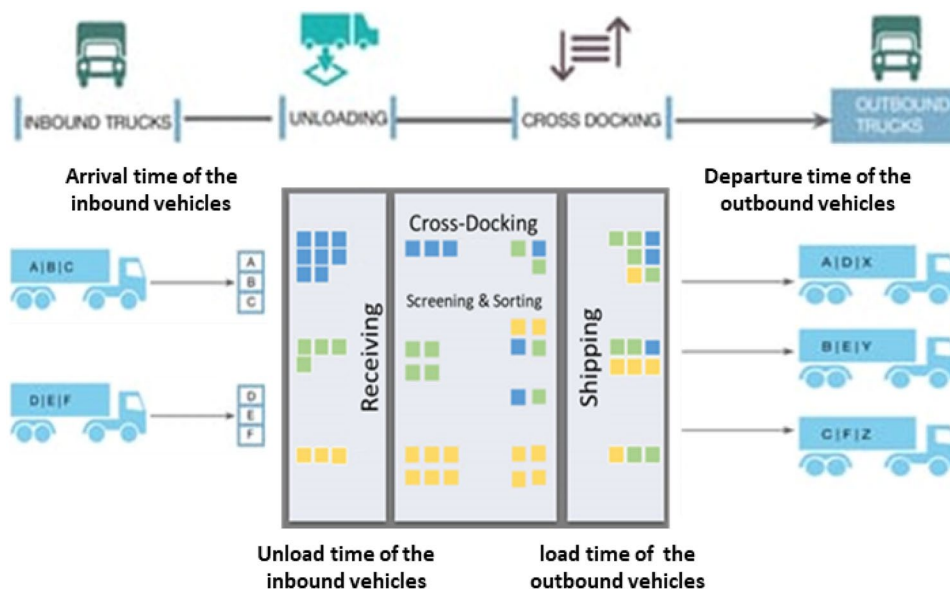 INBOUND TRUCKS
UNLOADING
CROSS DOCKING
OUTBOUND
TRUCKS
Arrival time of the
inbound vehicles
Departure time of the
outbound vehicles
A|B|C
A
B
C
D|E|F
D
E
F
Receiving
Cross-Docking
Screening & Sorting
Shipping
A|D|X
B|E|Y
C|F|Z
Unload time of the
inbound vehicles
load time of the
outbound vehicles